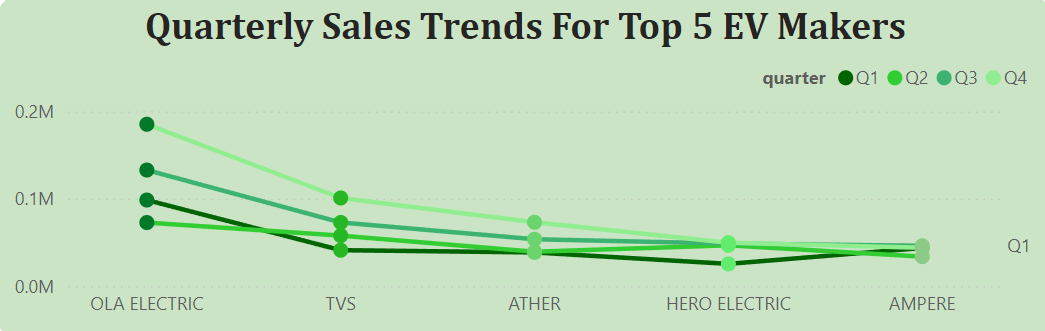 Quarterly Sales Trends For Top 5 EV Makers
quarter Q1 Q2 Q3 Q4
0.2M
0.1M
Q1
0.0M
OLA ELECTRIC TVS ATHER HERO ELECTRIC AMPERE